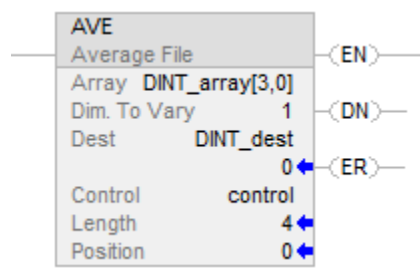 AVE
Average File (EN)
Array DINT_array[3,0]
Dim. To Vary 1 (DN)
Dest DINT_dest
0 (ER)
Control control
Length 4
Position 0